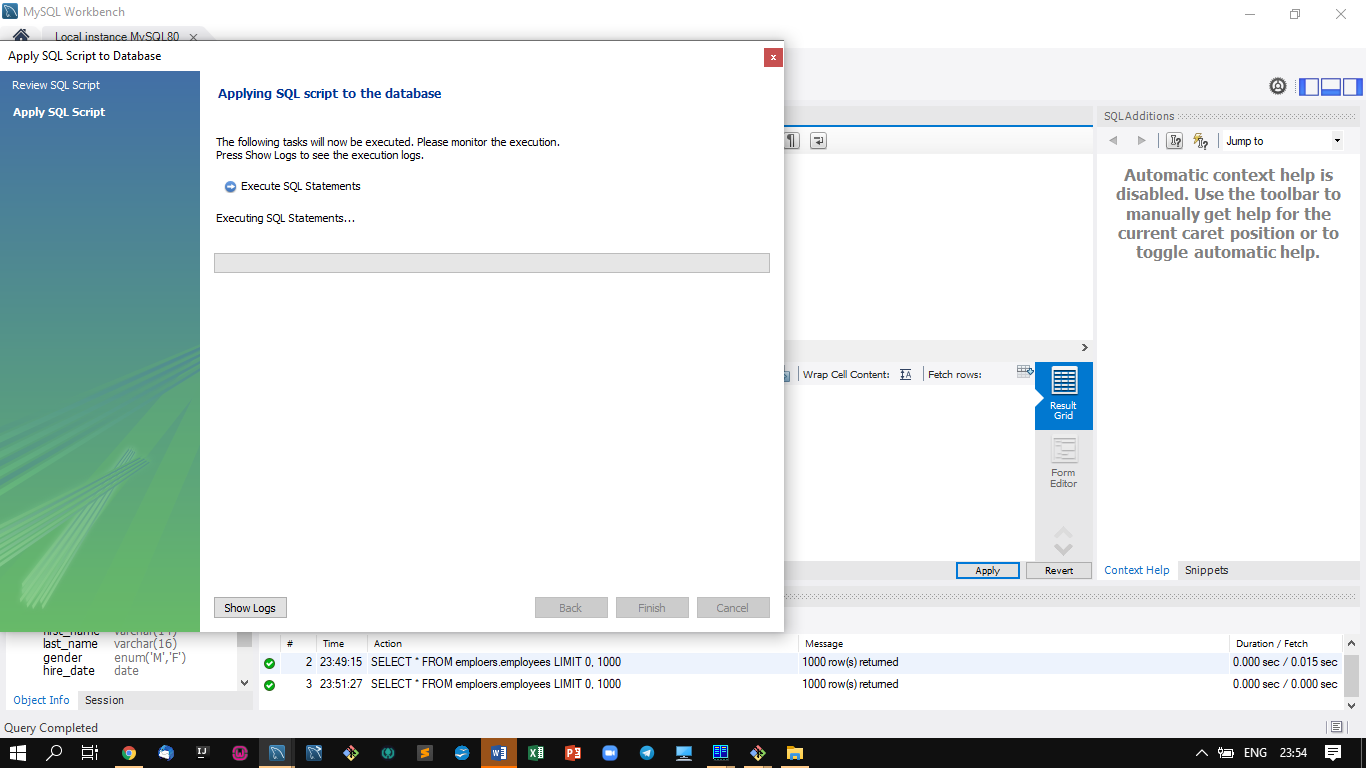 MySQL Workbench
Local instance MySQL80
Apply SQL Script to Database
Review SQL Script
Apply SQL Script
Applying SQL script to the database
The following tasks will now be executed. Please monitor the execution.
Press Show Logs to see the execution logs.
Execute SQL Statements
Executing SQL Statements...
Show Logs
Back
Finish
Cancel
Wrap Cell Content:
Fetch rows:
Result
Grid
Form
Editor
Apply
Revert
SQLAdditions
Jump to
Automatic context help is
disabled. Use the toolbar to
manually get help for the
current caret position or to
toggle automatic help.
Context Help
Snippets
first_name varchar(14)
last_name varchar(16)
gender enum('M','F')
hire_date date
Object Info
Session
# Time Action Message Duration / Fetch
2 23:49:15 SELECT * FROM emploers.employees LIMIT 0, 1000 1000 row(s) returned 0.000 sec / 0.015 sec
3 23:51:27 SELECT * FROM emploers.employees LIMIT 0, 1000 1000 row(s) returned 0.000 sec / 0.000 sec
Query Completed
ENG
23:54